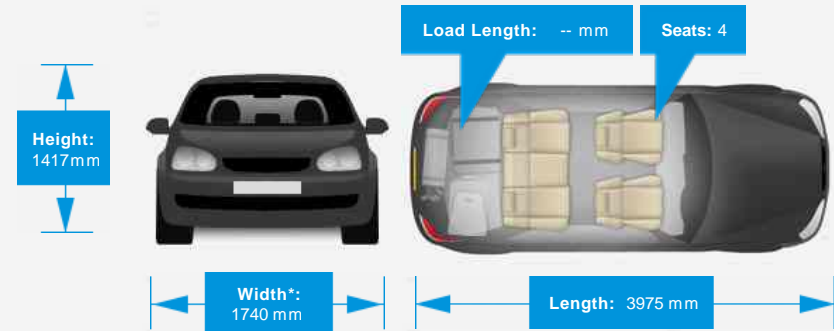 Load Length: -- mm
Seats: 4
Height:
1417mm
Width*:
1740 mm
Length: 3975 mm